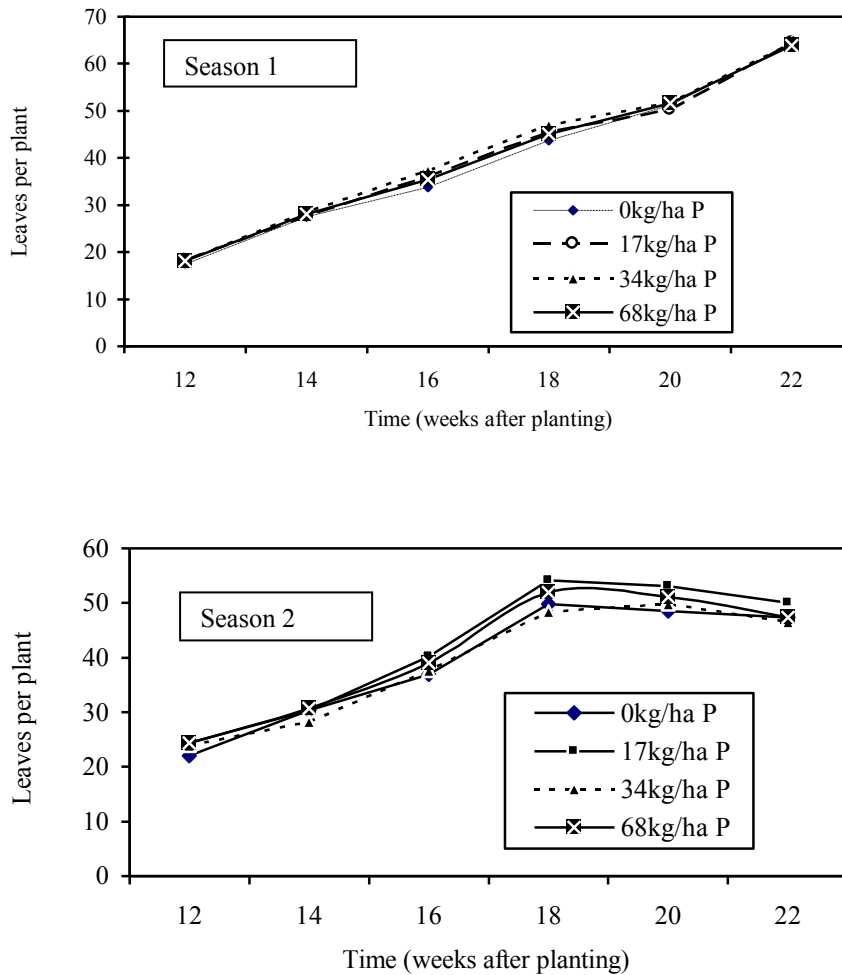 70
60
50
40
30
20
10
0
Leaves per plant
Season 1
0kg/ha P
17kg/ha P
34kg/ha P
68kg/ha P
12 14 16 18 20 22
Time (weeks after planting)
60
50
40
30
20
10
0
Leaves per plant
Season 2
0kg/ha P
17kg/ha P
34kg/ha P
68kg/ha P
12 14 16 18 20 22
Time (weeks after planting)